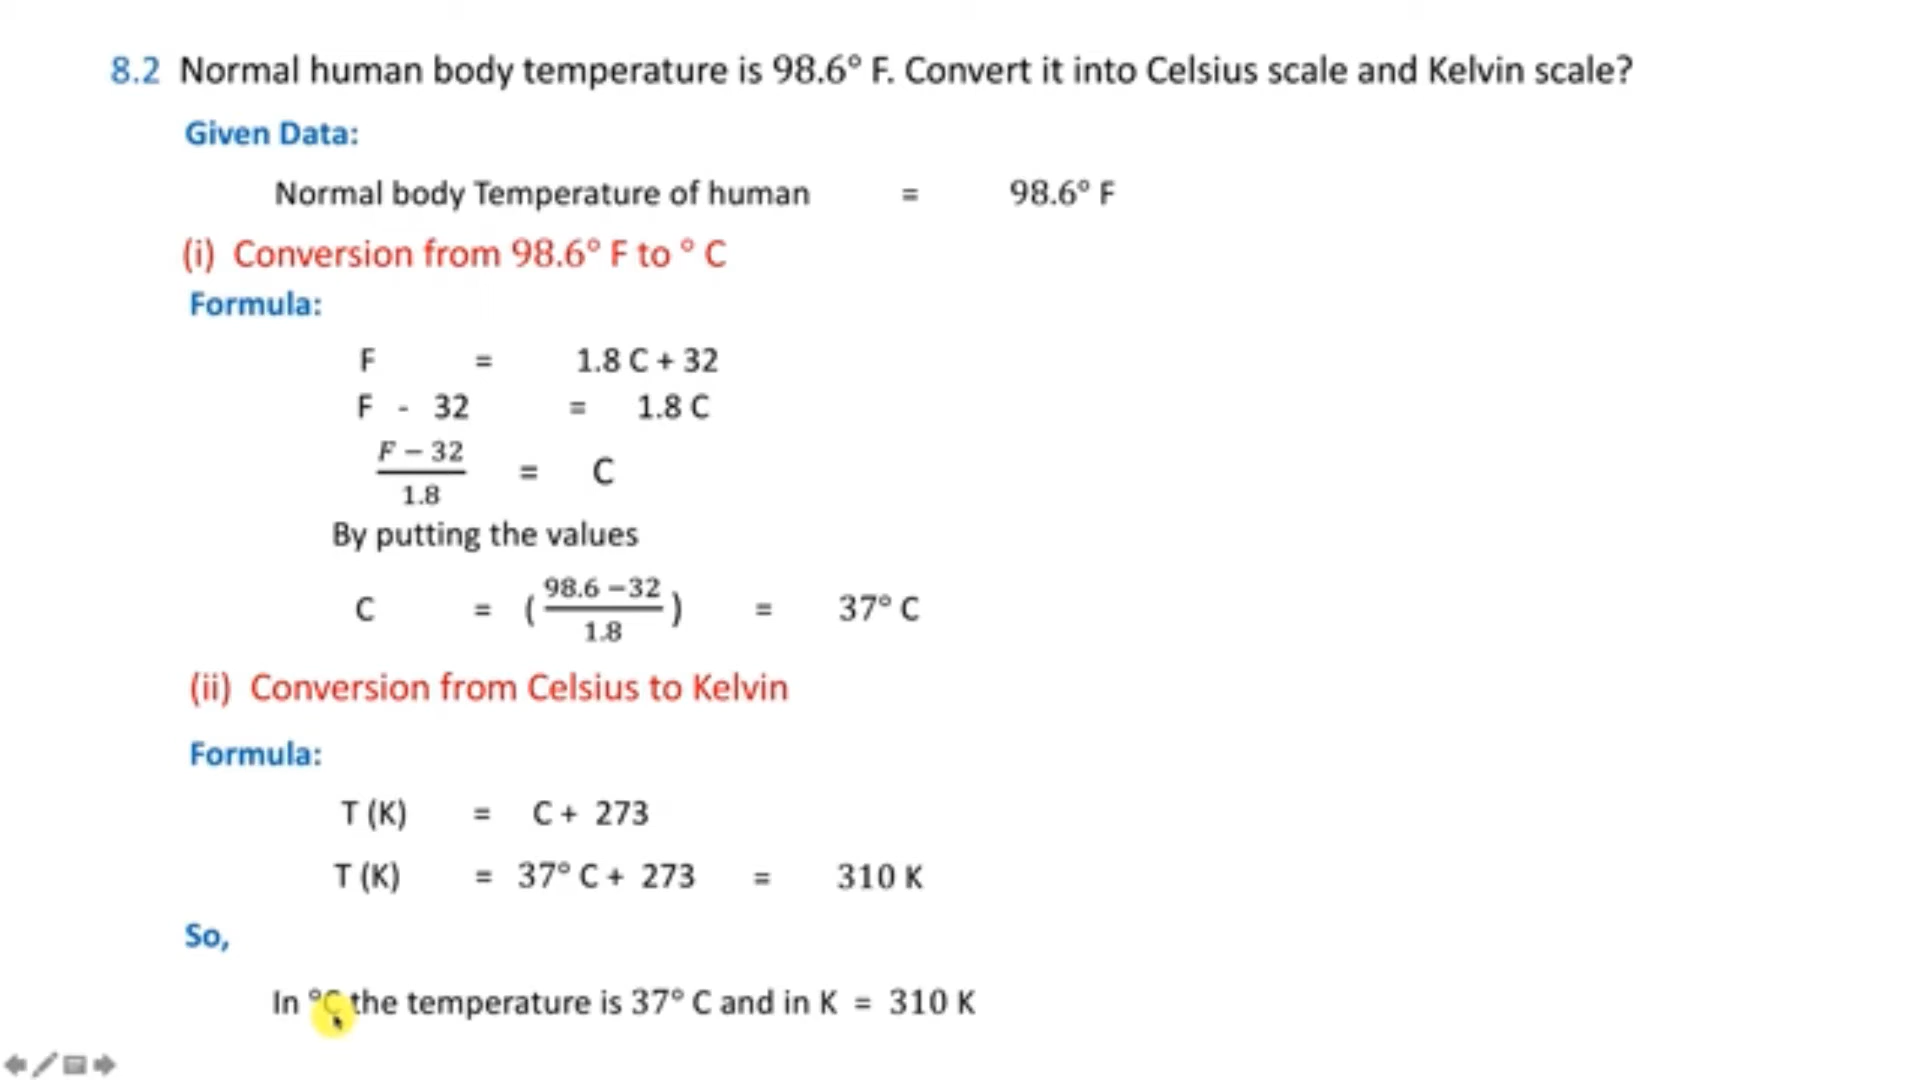 8.2 Normal human body temperature is 98.6° F. Convert it into Celsius scale and Kelvin scale?
Given Data:
Normal body Temperature of human = 98.6° F
(i) Conversion from 98.6° F to ° C
Formula:
F = 1.8 C + 32
F - 32 = 1.8 C
F − 32
1.8
= C
By putting the values
C = ( 98.6 −32 / 1.8 ) = 37° C
(ii) Conversion from Celsius to Kelvin
Formula:
T (K) = C + 273
T (K) = 37° C + 273 = 310 K
So,
In °C the temperature is 37° C and in K = 310 K